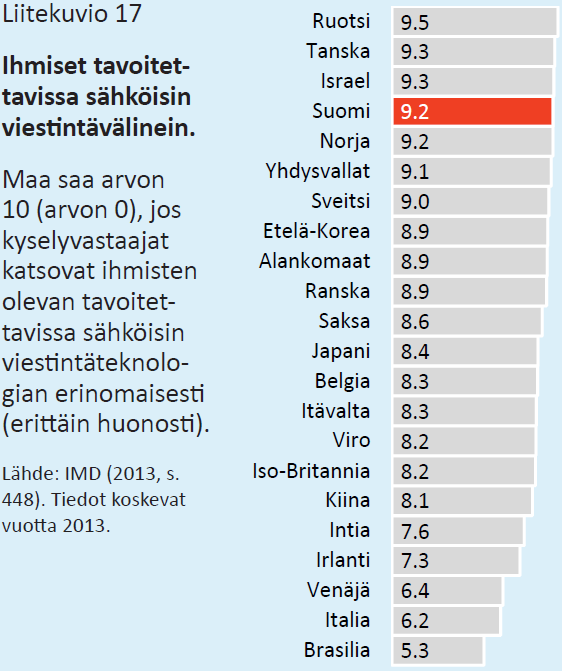 Liitekuvio 17
Ihmiset tavoitet-
tavissa sähköisin
viestintävälinein.
Maa saa arvon
10 (arvon 0), jos
kyselyvastaajat
katsovat ihmisten
olevan tavoitet-
tavissa sähköisin
viestintäteknolo-
gian erinomaisesti
(erittäin huonosti).
Lähde: IMD (2013, s.
448). Tiedot koskevat
vuotta 2013.
Ruotsi 9.5
Tanska 9.3
Israel 9.3
Suomi 9.2
Norja 9.2
Yhdysvallat 9.1
Sveitsi 9.0
Etelä-Korea 8.9
Alankomaat 8.9
Ranska 8.9
Saksa 8.6
Japani 8.4
Belgia 8.3
Itävalta 8.3
Viro 8.2
Iso-Britannia 8.2
Kiina 8.1
Intia 7.6
Irlanti 7.3
Venäjä 6.4
Italia 6.2
Brasilia 5.3